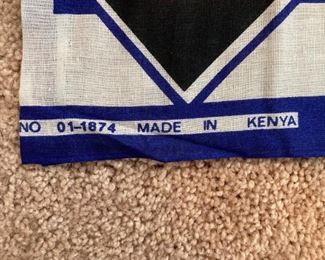 NO 01-1874 MADE IN KENYA